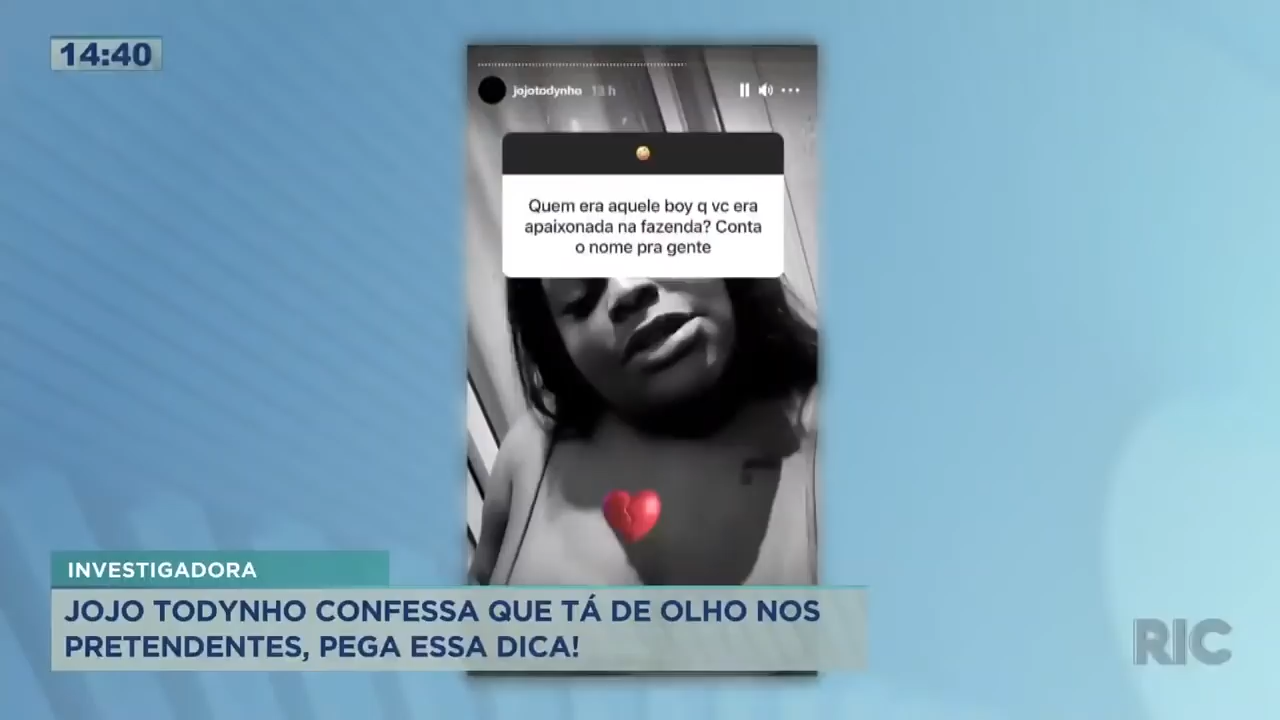 14:40
jojotodynho 13 h
Quem era aquele boy q vc era
apaixonada na fazenda? Conta
o nome pra gente
INVESTIGADORA
JOJO TODYNHO CONFESSA QUE TÁ DE OLHO NOS
PRETENDENTES, PEGA ESSA DICA!
RIC